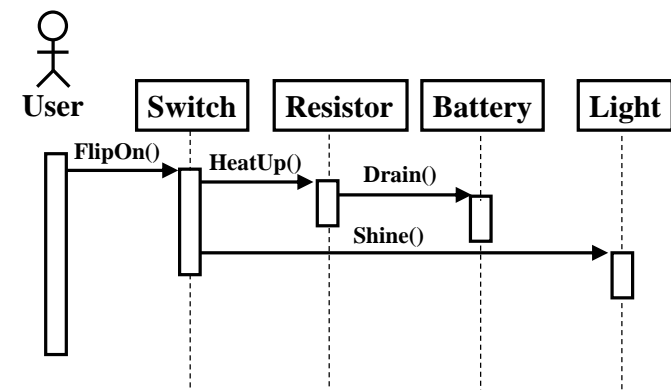 User
Switch
Resistor
Battery
Light
FlipOn()
HeatUp()
Drain()
Shine()